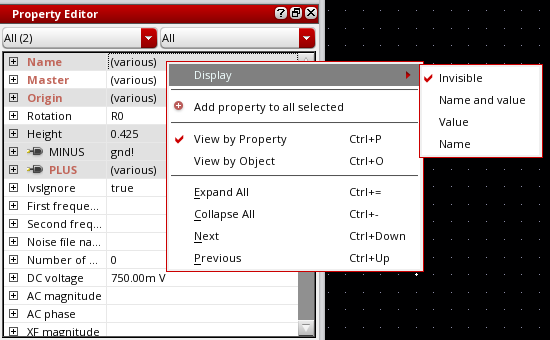 Property Editor
All (2) All
Name (various)
Master (various)
Origin (various)
Rotation R0
Height 0.425
MINUS gnd!
PLUS (various)
lvsIgnore true
First freque...
Second freq...
Noise file na...
Number of ... 0
DC voltage 750.00m V
AC magnitude
AC phase
XF magnitude
Display
Add property to all selected
View by Property Ctrl+P
View by Object Ctrl+O
Expand All Ctrl+=
Collapse All Ctrl+-
Next Ctrl+Down
Previous Ctrl+Up
Invisible
Name and value
Value
Name